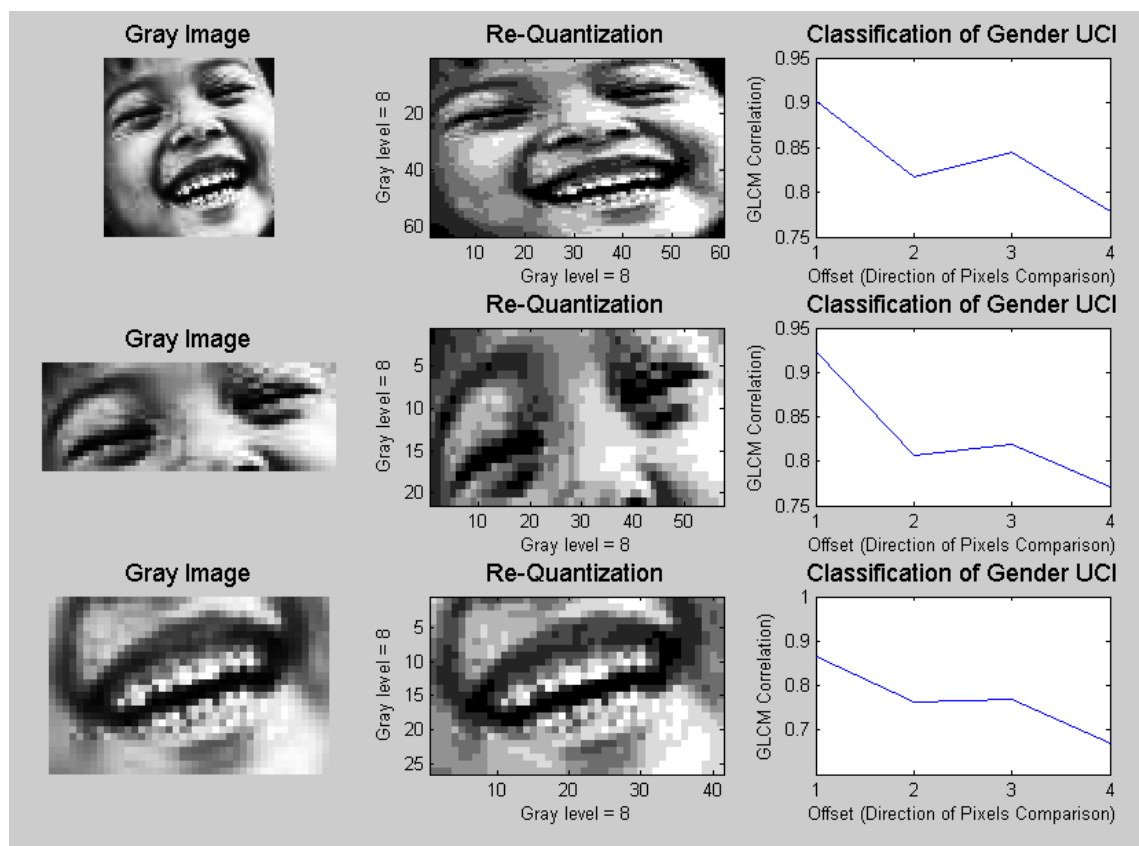 Gray Image
Re-Quantization
Classification of Gender UCI
Gray level = 8
20
40
60
10 20 30 40 50 60
Gray level = 8
GLCM Correlation)
0.95
0.9
0.85
0.8
0.75
1 2 3 4
Offset (Direction of Pixels Comparison)
Gray Image
Re-Quantization
Classification of Gender UCI
Gray level = 8
5
10
15
20
10 20 30 40 50
Gray level = 8
GLCM Correlation)
0.95
0.9
0.85
0.8
0.75
1 2 3 4
Offset (Direction of Pixels Comparison)
Gray Image
Re-Quantization
Classification of Gender UCI
Gray level = 8
5
10
15
20
25
10 20 30 40
Gray level = 8
GLCM Correlation)
1
0.9
0.8
0.7
1 2 3 4
Offset (Direction of Pixels Comparison)